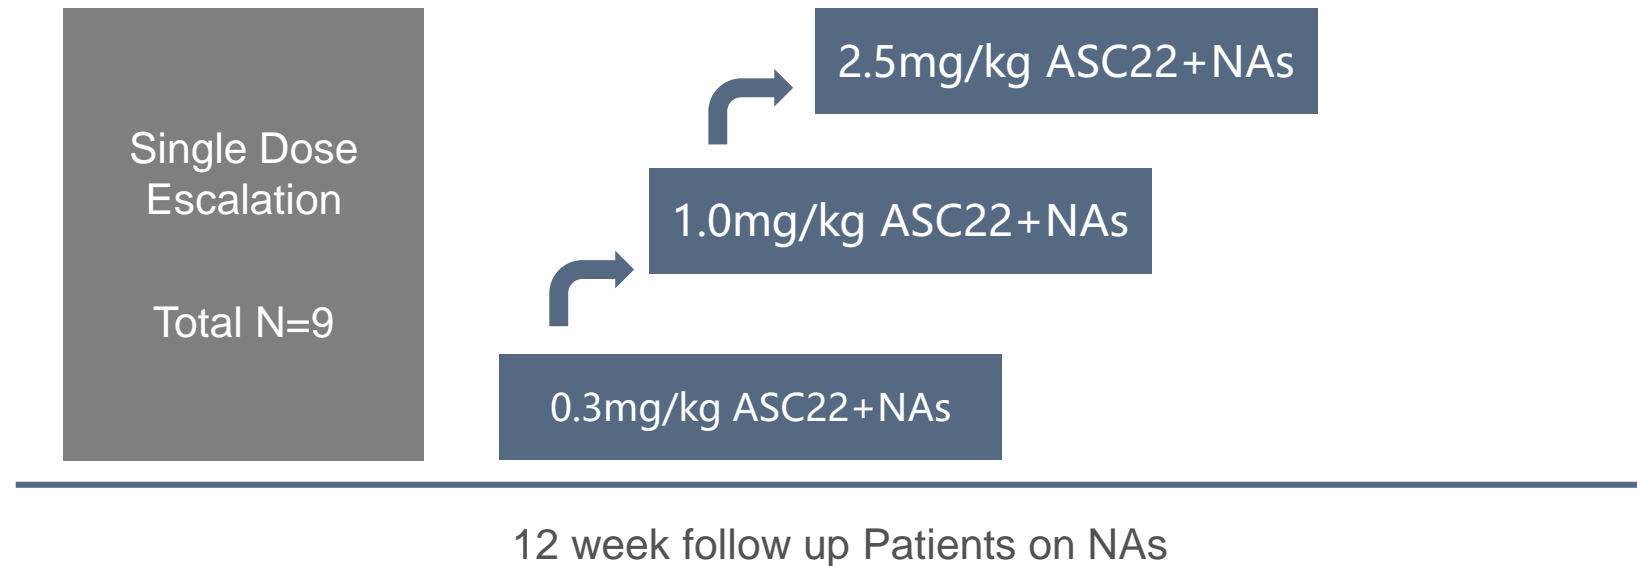 Single Dose
Escalation
Total N=9
2.5mg/kg ASC22+NAs
1.0mg/kg ASC22+NAs
0.3mg/kg ASC22+NAs
12 week follow up Patients on NAs